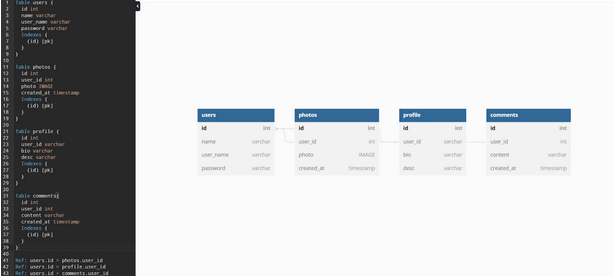 1 Table users {
2 id int
3 name varchar
4 user_name varchar
5 password varchar
6 Indexes {
7 (id) [pk]
8 }
9 }
10
11 Table photos {
12 id int
13 user_id int
14 photo IMAGE
15 created_at timestamp
16 Indexes {
17 (id) [pk]
18 }
19 }
20
21 Table profile {
22 id int
23 user_id varchar
24 bio varchar
25 desc varchar
26 Indexes {
27 (id) [pk]
28 }
29 }
30
31 Table comments{
32 id int
33 user_id int
34 content varchar
35 created_at timestamp
36 Indexes {
37 (id) [pk]
38 }
39 }
40
41 Ref: users.id > photos.user_id
42 Ref: users.id > profile.user_id
43 Ref: users.id > comments.user_id
users
id int
name varchar
user_name varchar
password varchar
photos
id int
user_id int
photo IMAGE
created_at timestamp
profile
id int
user_id varchar
bio varchar
desc varchar
comments
id int
user_id int
content varchar
created_at timestamp